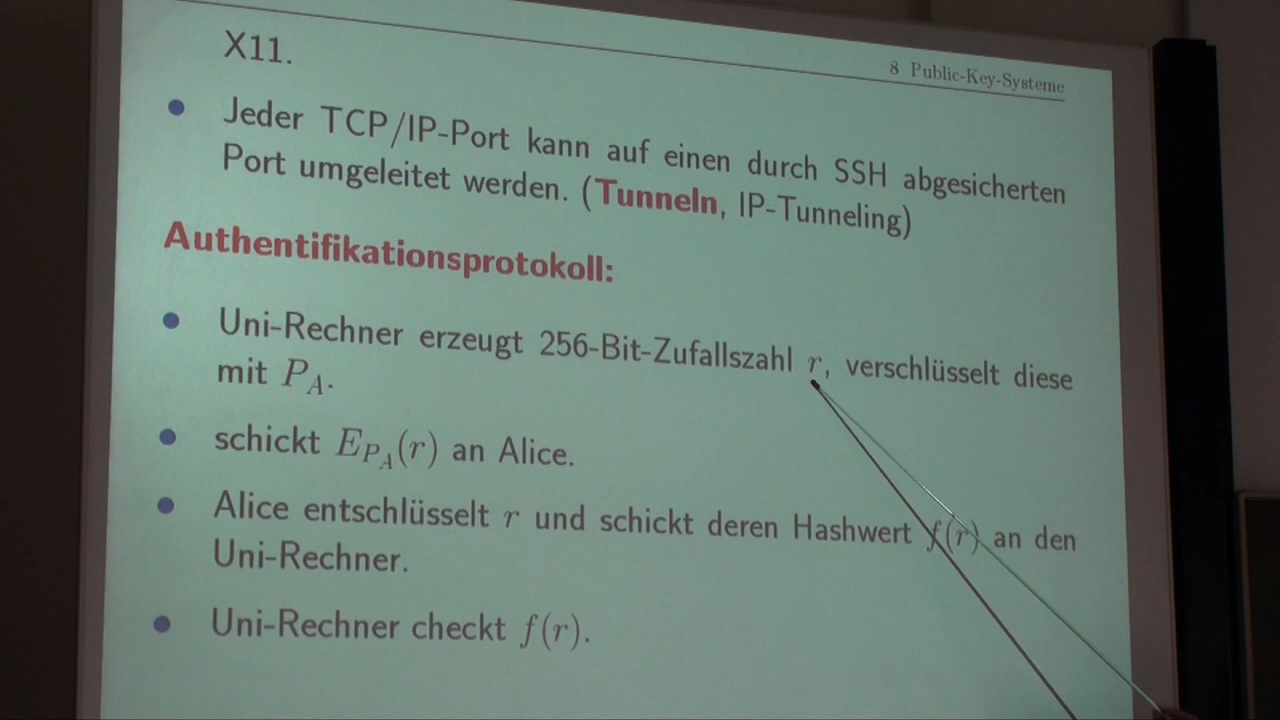 8 Public-Key-Systeme
X11.
Jeder TCP/IP-Port kann auf einen durch SSH abgesicherten
Port umgeleitet werden. (Tunneln, IP-Tunneling)
Authentifikationsprotokoll:
Uni-Rechner erzeugt 256-Bit-Zufallszahl r, verschlüsselt diese
mit P_A.
schickt E_{P_A}(r) an Alice.
Alice entschlüsselt r und schickt deren Hashwert f(r) an den
Uni-Rechner.
Uni-Rechner checkt f(r).